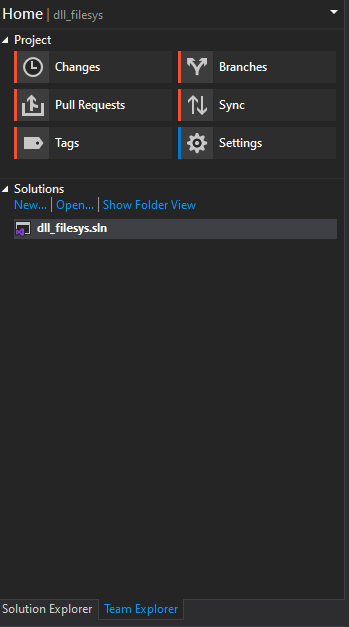 Home | dll_filesys
Project
Changes
Branches
Pull Requests
Sync
Tags
Settings
Solutions
New... | Open... | Show Folder View
dll_filesys.sln
Solution Explorer Team Explorer